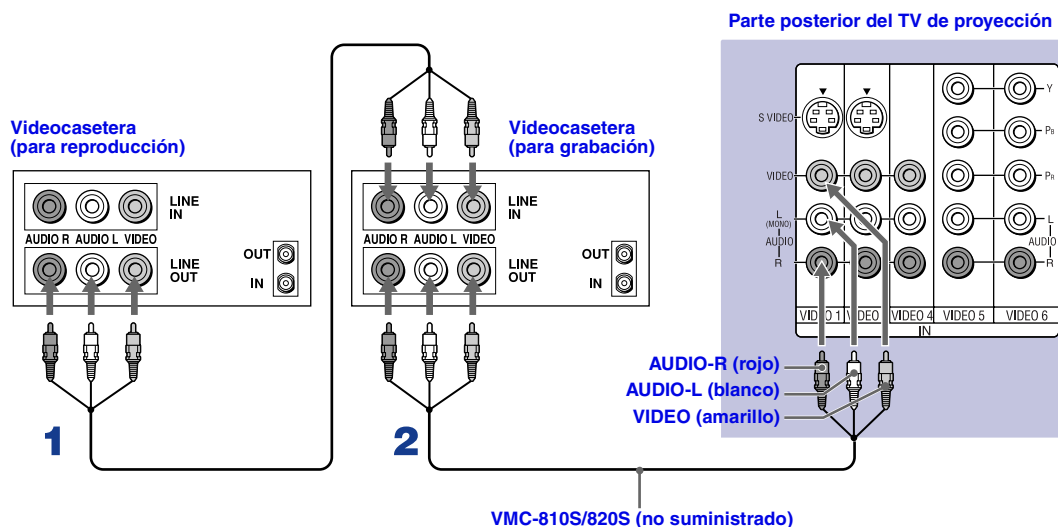 Parte posterior del TV de proyección
Videocasetera
(para reproducción)
LINE
IN
AUDIO R AUDIO L VIDEO
LINE
OUT
OUT
IN
1
Videocasetera
(para grabación)
LINE
IN
AUDIO R AUDIO L VIDEO
LINE
OUT
OUT
IN
2
S VIDEO
VIDEO
L
(MONO)
AUDIO
R
Y
PB
PR
L
AUDIO
R
VIDEO 1 VIDEO VIDEO 4 VIDEO 5 VIDEO 6
IN
AUDIO-R (rojo)
AUDIO-L (blanco)
VIDEO (amarillo)
VMC-810S/820S (no suministrado)